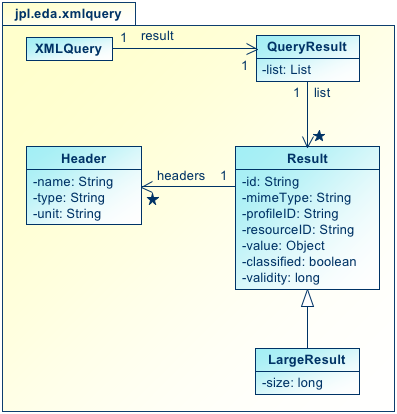 jpl.eda.xmlquery
XMLQuery
1 result
1
QueryResult
-list: List
1 list
★
Header
-name: String
-type: String
-unit: String
headers 1
★
Result
-id: String
-mimeType: String
-profileID: String
-resourceID: String
-value: Object
-classified: boolean
-validity: long
LargeResult
-size: long